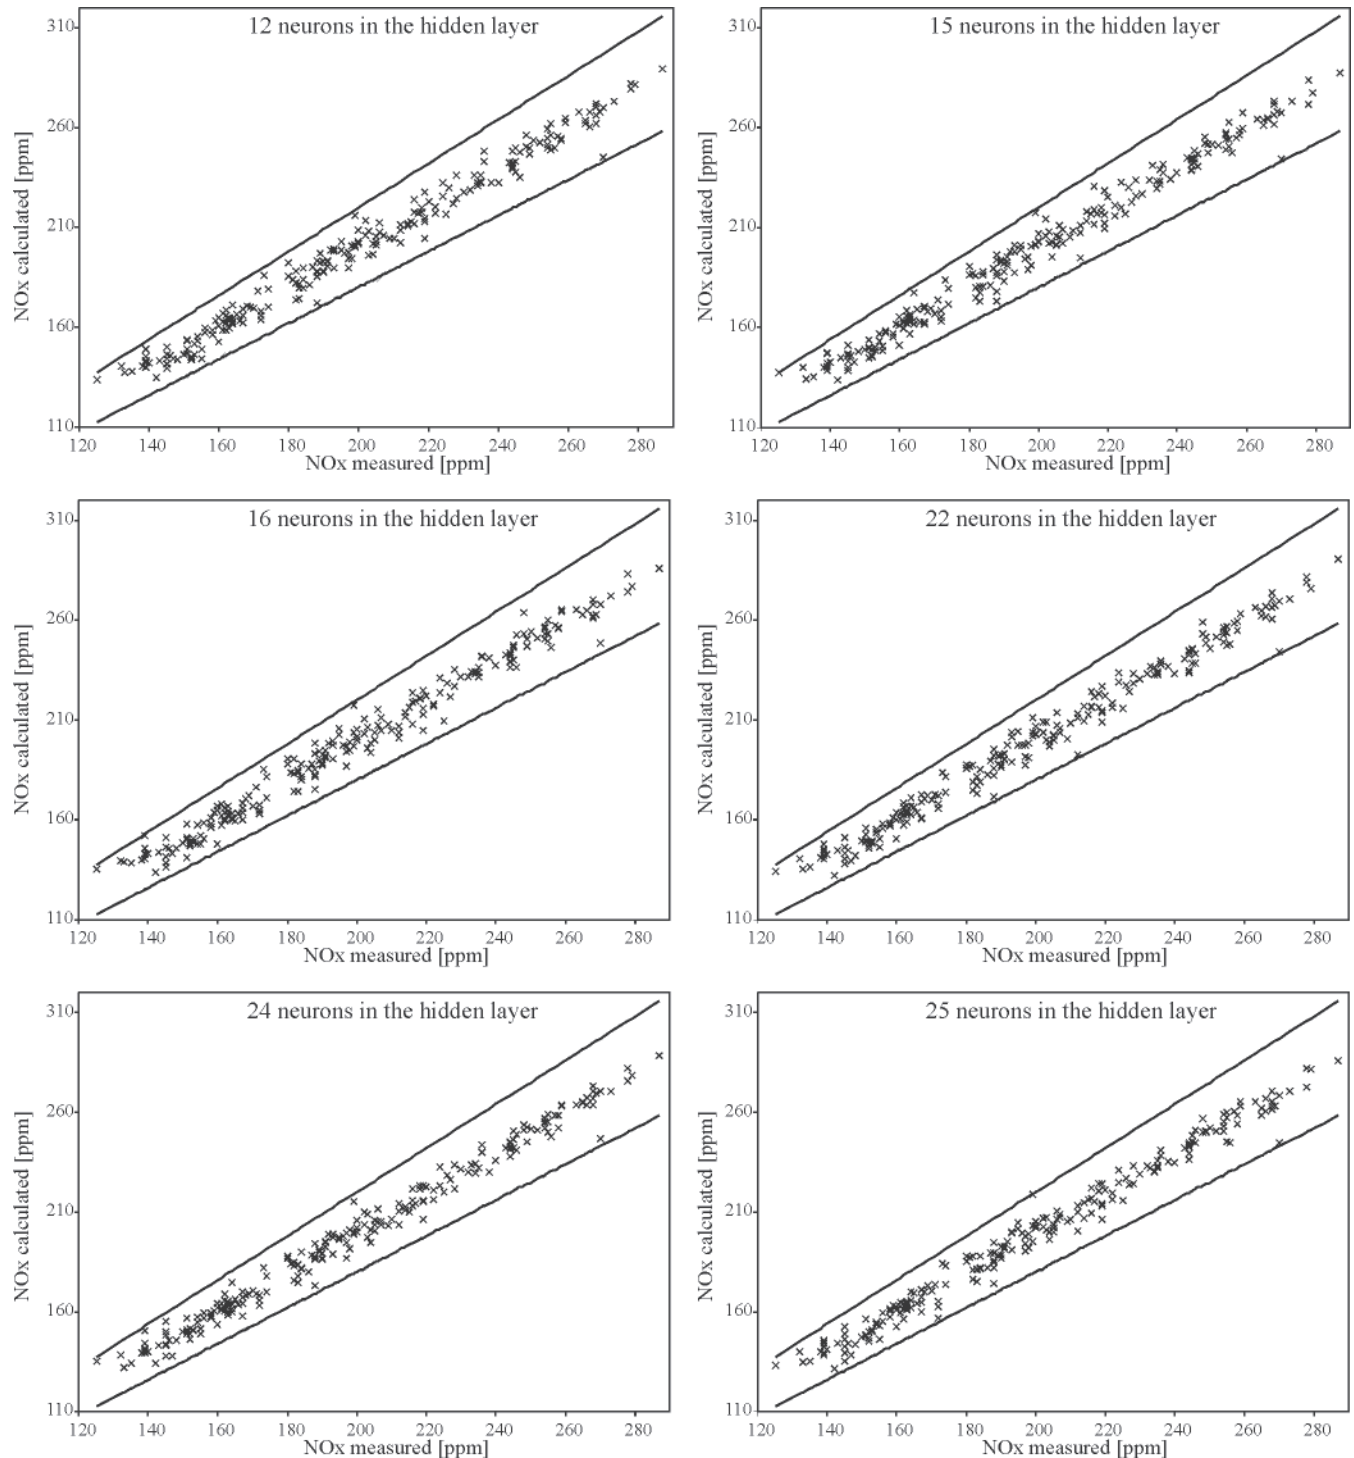 12 neurons in the hidden layer
310
260
210
160
110
NOx calculated [ppm]
120 140 160 180 200 220 240 260 280
NOx measured [ppm]
15 neurons in the hidden layer
310
260
210
160
110
NOx calculated [ppm]
120 140 160 180 200 220 240 260 280
NOx measured [ppm]
16 neurons in the hidden layer
310
260
210
160
110
NOx calculated [ppm]
120 140 160 180 200 220 240 260 280
NOx measured [ppm]
22 neurons in the hidden layer
310
260
210
160
110
NOx calculated [ppm]
120 140 160 180 200 220 240 260 280
NOx measured [ppm]
24 neurons in the hidden layer
310
260
210
160
110
NOx calculated [ppm]
120 140 160 180 200 220 240 260 280
NOx measured [ppm]
25 neurons in the hidden layer
310
260
210
160
110
NOx calculated [ppm]
120 140 160 180 200 220 240 260 280
NOx measured [ppm]